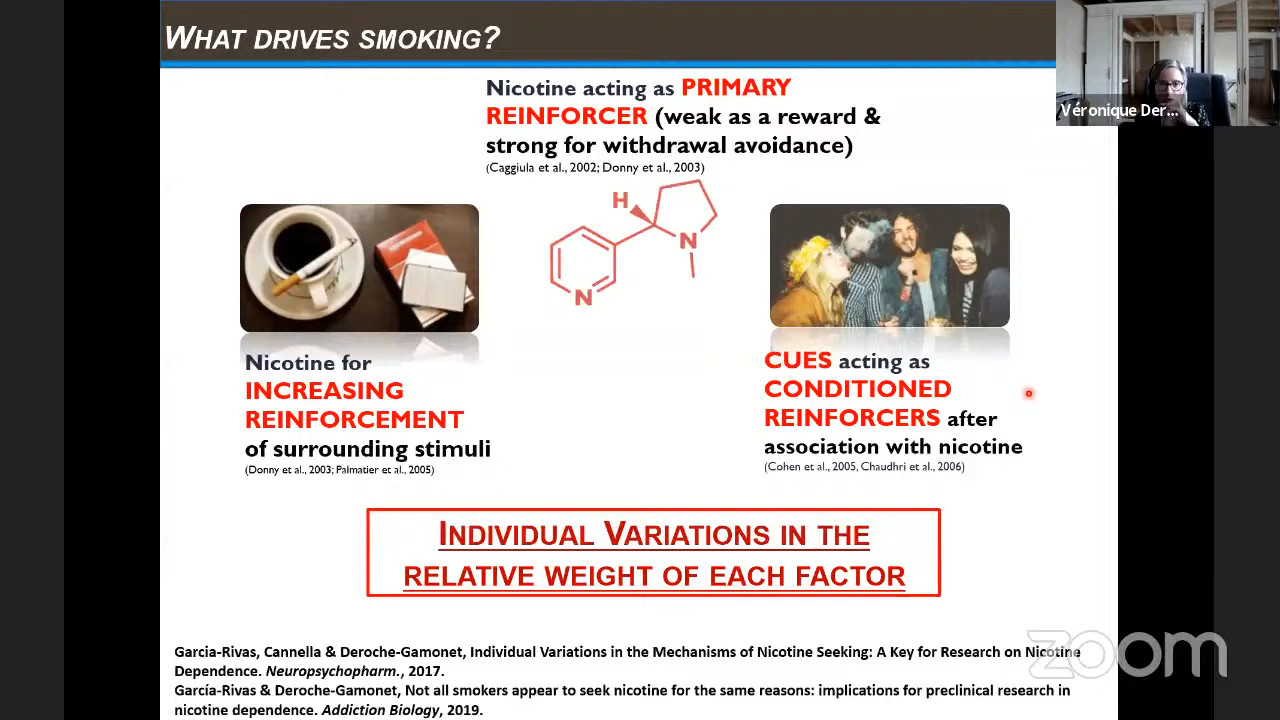 WHAT DRIVES SMOKING?
Véronique Der...
Nicotine acting as PRIMARY
REINFORCER (weak as a reward &
strong for withdrawal avoidance)
(Caggiula et al., 2002; Donny et al., 2003)
H
N
N
Nicotine for
INCREASING
REINFORCEMENT
of surrounding stimuli
(Donny et al., 2003; Palmatier et al., 2005)
CUES acting as
CONDITIONED
REINFORCERS after
association with nicotine
(Cohen et al., 2005, Chaudhri et al., 2006)
INDIVIDUAL VARIATIONS IN THE
RELATIVE WEIGHT OF EACH FACTOR
Garcia-Rivas, Cannella & Deroche-Gamonet, Individual Variations in the Mechanisms of Nicotine Seeking: A Key for Research on Nicotine
Dependence. Neuropsychopharm., 2017.
García-Rivas & Deroche-Gamonet, Not all smokers appear to seek nicotine for the same reasons: implications for preclinical research in
nicotine dependence. Addiction Biology, 2019.
zoom